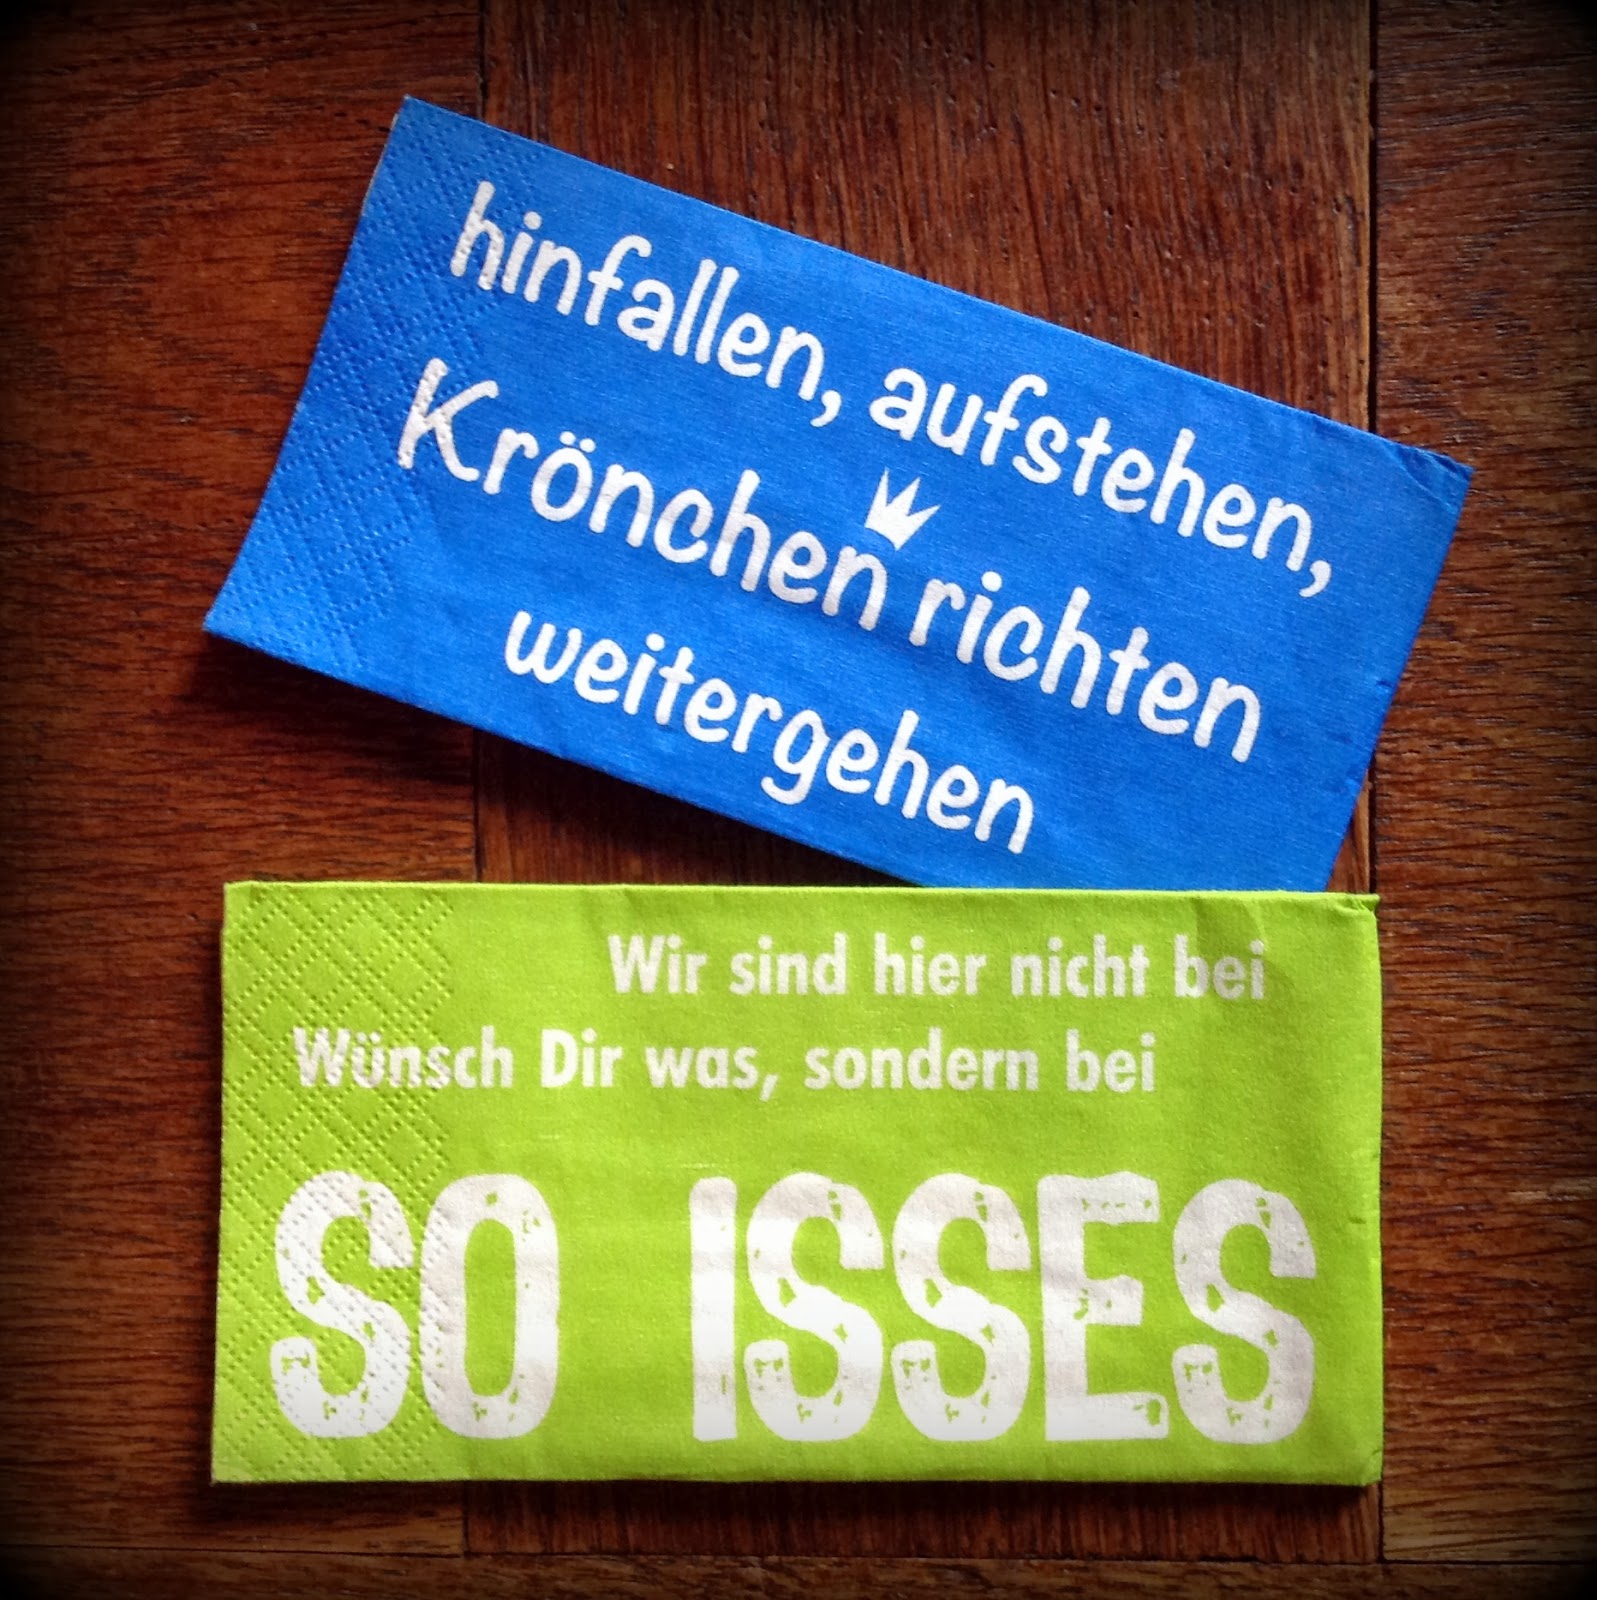 hinfallen, aufstehen,
Krönchen richten
weitergehen
Wir sind hier nicht bei
Wünsch Dir was, sondern bei
SO ISSES